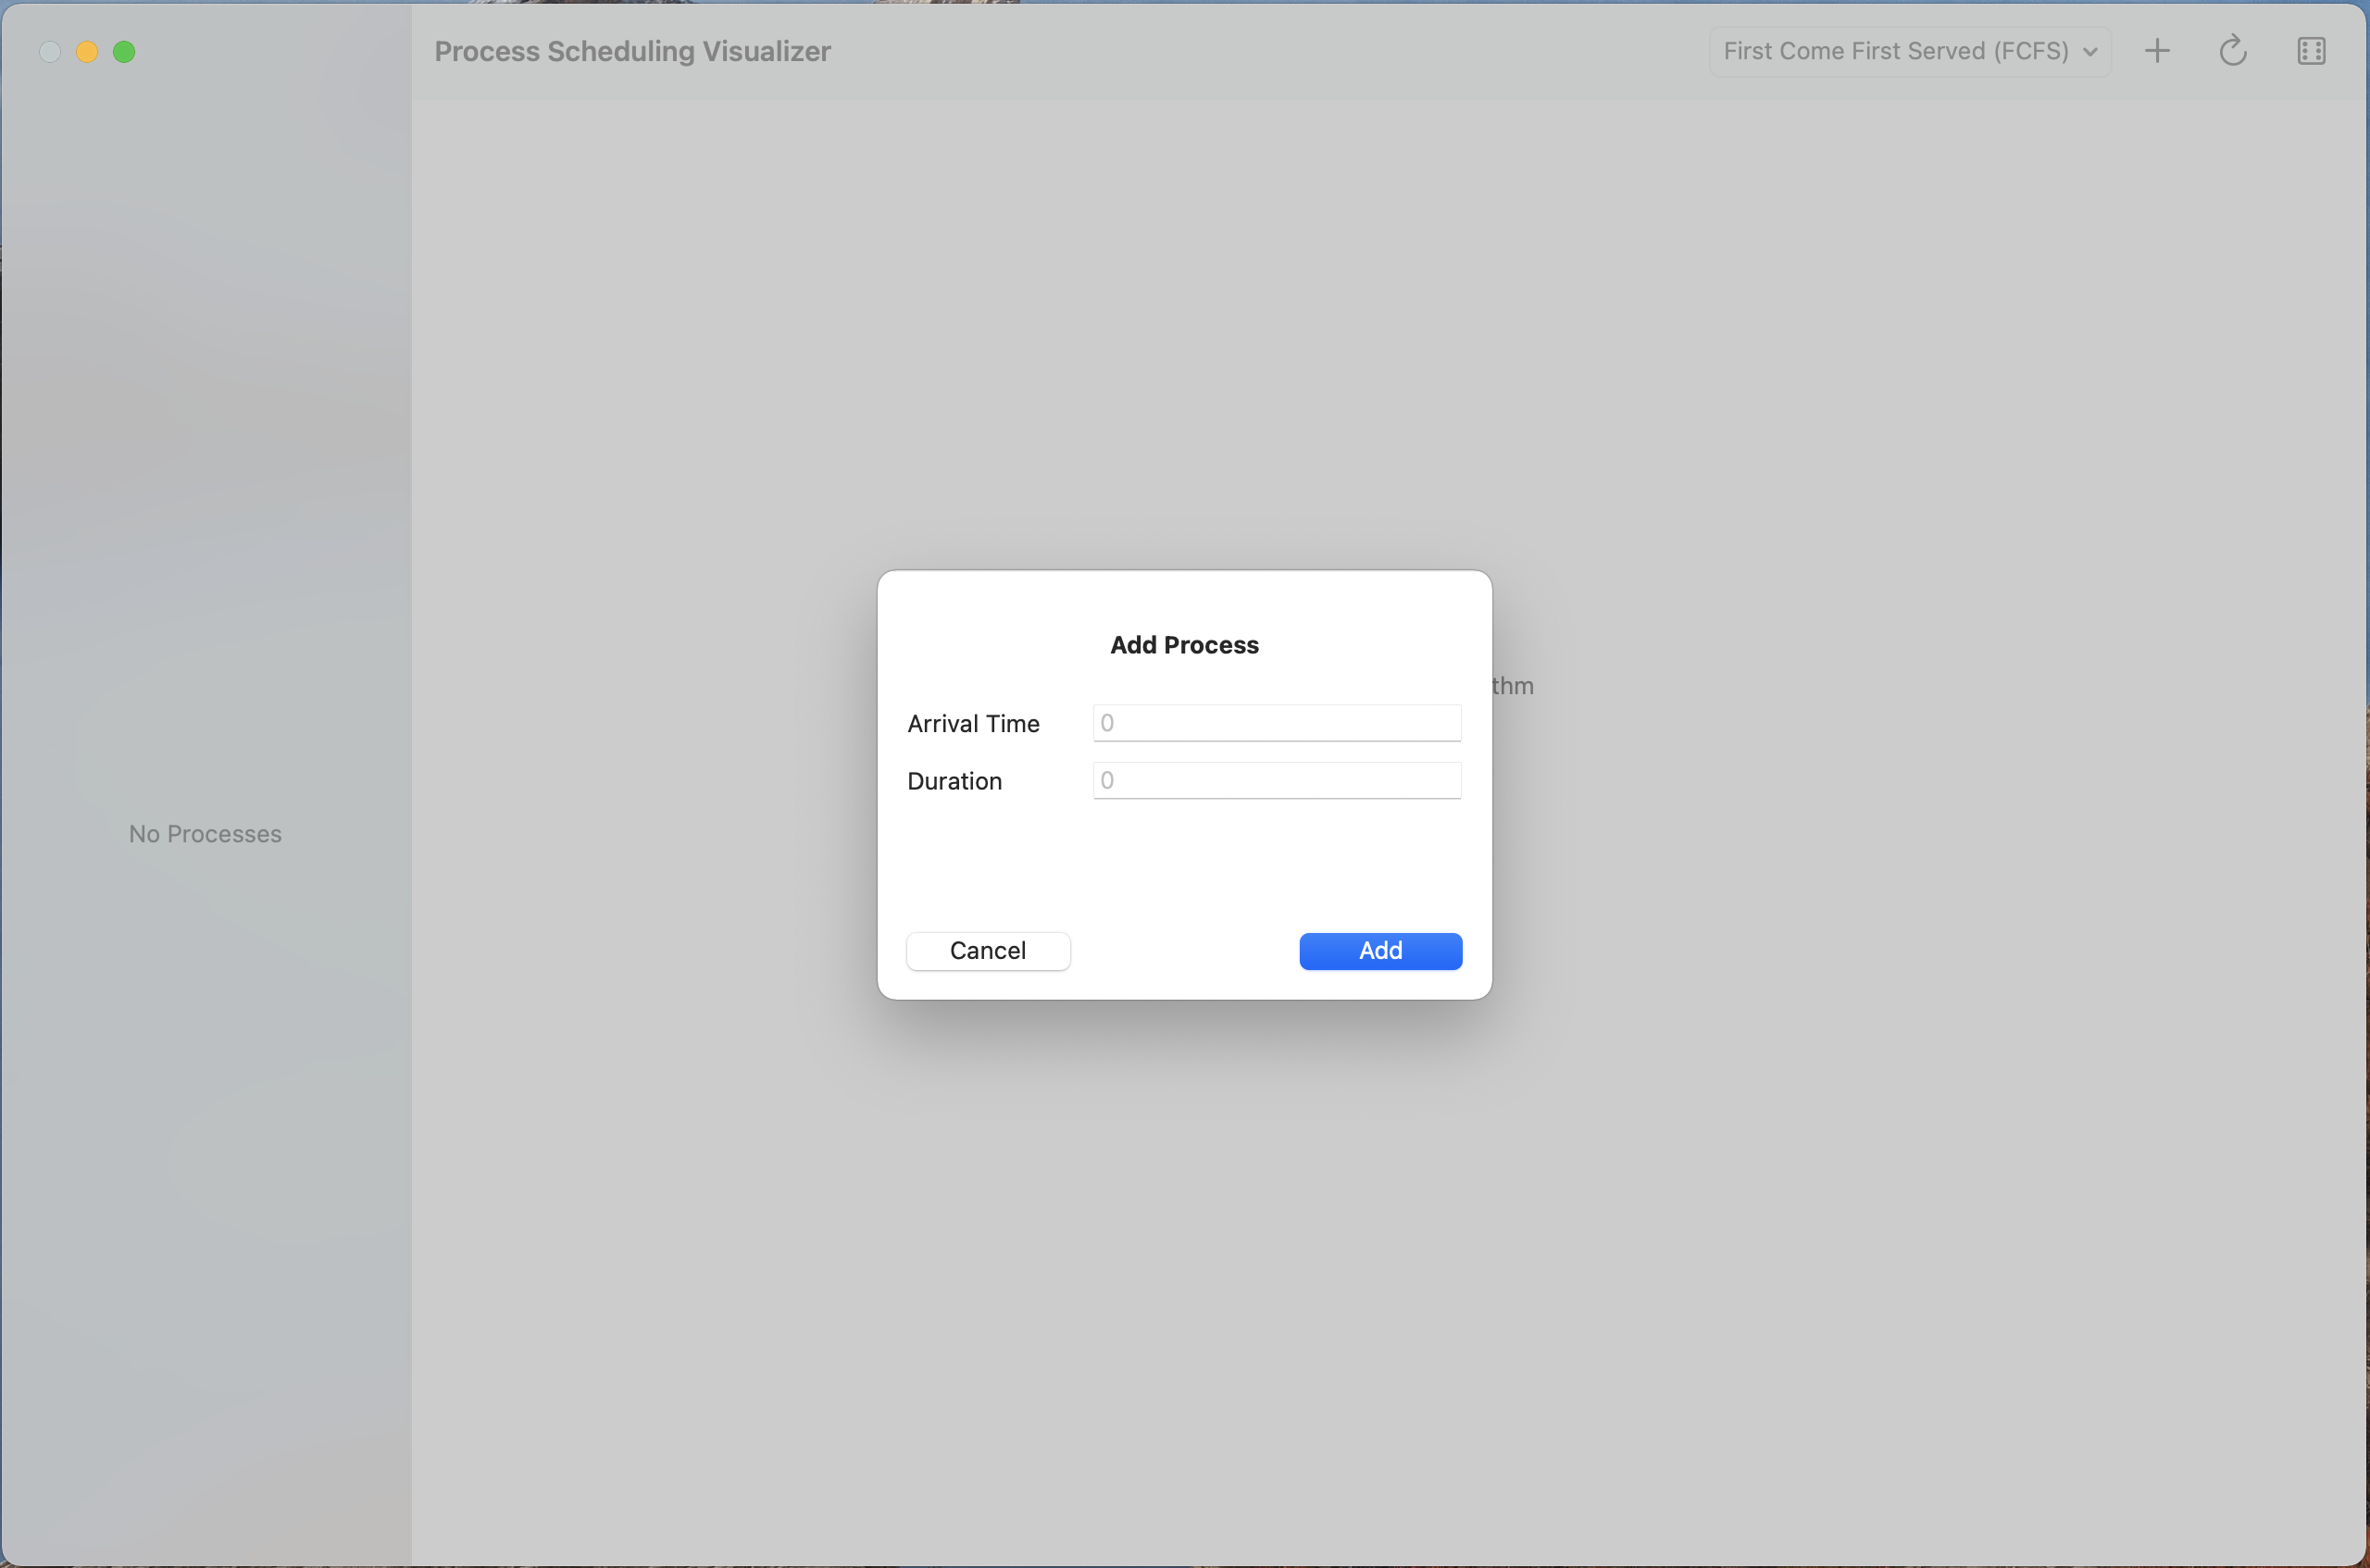 Process Scheduling Visualizer
First Come First Served (FCFS)
Add Process
thm
Arrival Time
0
Duration
0
No Processes
Cancel
Add